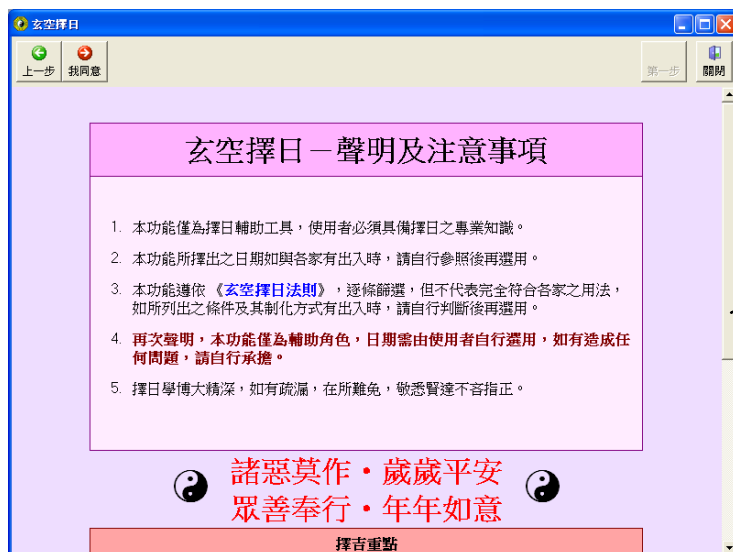 玄空擇日
上一步 我同意 第一步 關閉
玄空擇日－聲明及注意事項
1. 本功能僅為擇日輔助工具，使用者必須具備擇日之專業知識。
2. 本功能所擇出之日期如與各家有出入時，請自行參照後再選用。
3. 本功能遵依《玄空擇日法則》，逐條篩選，但不代表完全符合各家之用法，
如所列出之條件及其制化方式有出入時，請自行判斷後再選用。
4. 再次聲明，本功能僅為輔助角色，日期需由使用者自行選用，如有造成任
何問題，請自行承擔。
5. 擇日學博大精深，如有疏漏，在所難免，敬悉賢達不吝指正。
諸惡莫作・歲歲平安
眾善奉行・年年如意
擇吉重點